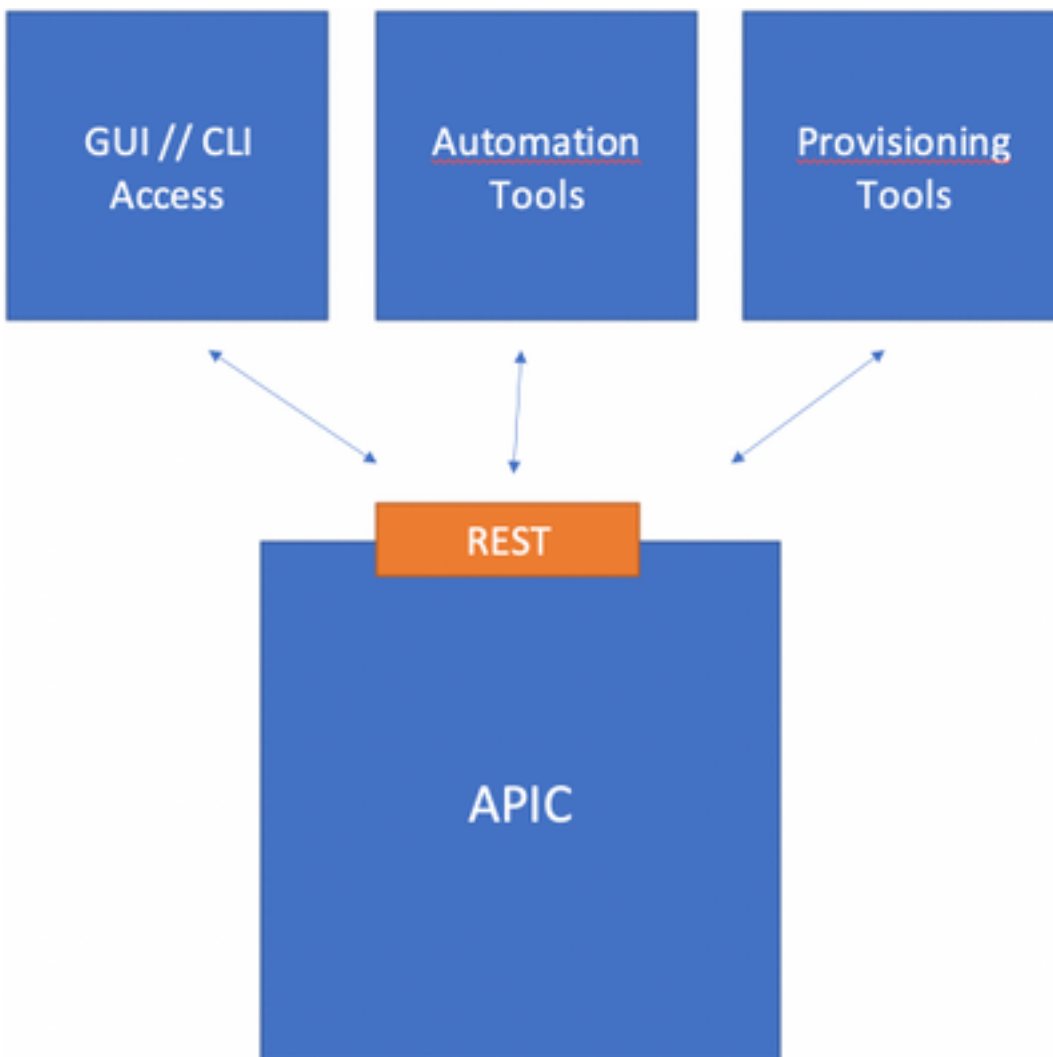 GUI // CLI
Access
Automation
Tools
Provisioning
Tools
REST
APIC